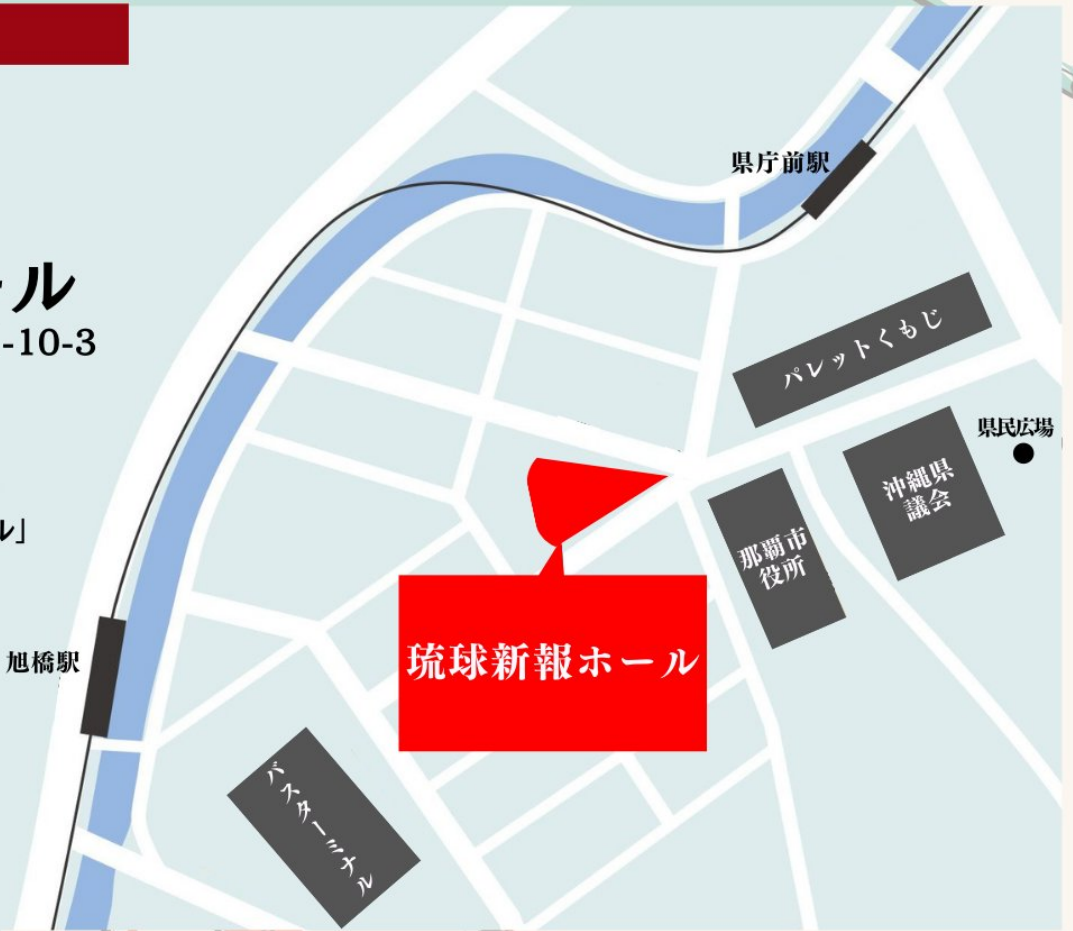 ール
-10-3
ル」
県庁前駅
パレットくもじ
県民広場
沖縄県
議会
那覇市
役所
琉球新報ホール
旭橋駅
バスターミナル